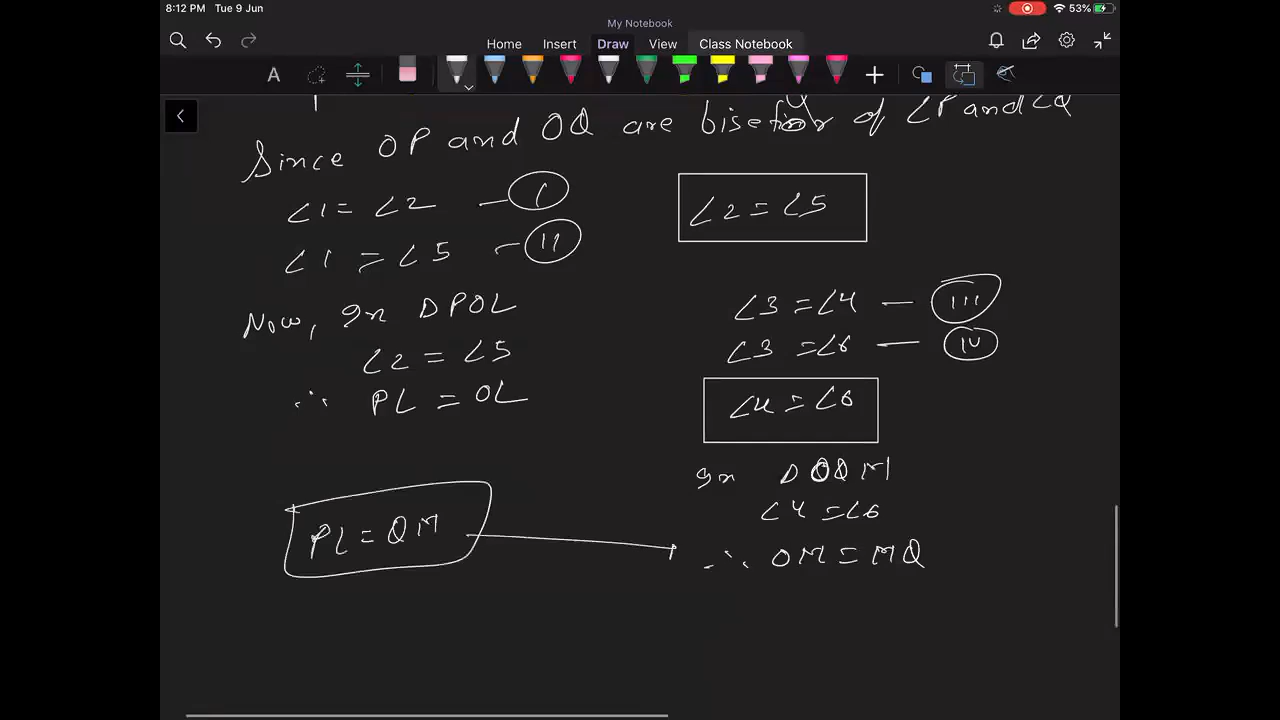 8:12 PM Tue 9 Jun
53%
My Notebook
Home Insert Draw View Class Notebook
A
Since OP and OQ are of ∠P and ∠Q
∠1 = ∠2 — I
∠1 = ∠5 — II
∠2 = ∠5
Now, In ΔPOL
∠2 = ∠5
∴ PL = OL
∠3 = ∠4 — III
∠3 = ∠6 — IV
∠4 = ∠6
In ΔOQM
∠4 = ∠6
∴ OM = MQ
PL = QM